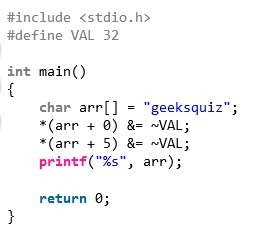 #include <stdio.h>
#define VAL 32
int main()
{
char arr[] = "geeksquiz";
*(arr + 0) &= ~VAL;
*(arr + 5) &= ~VAL;
printf("%s", arr);
return 0;
}